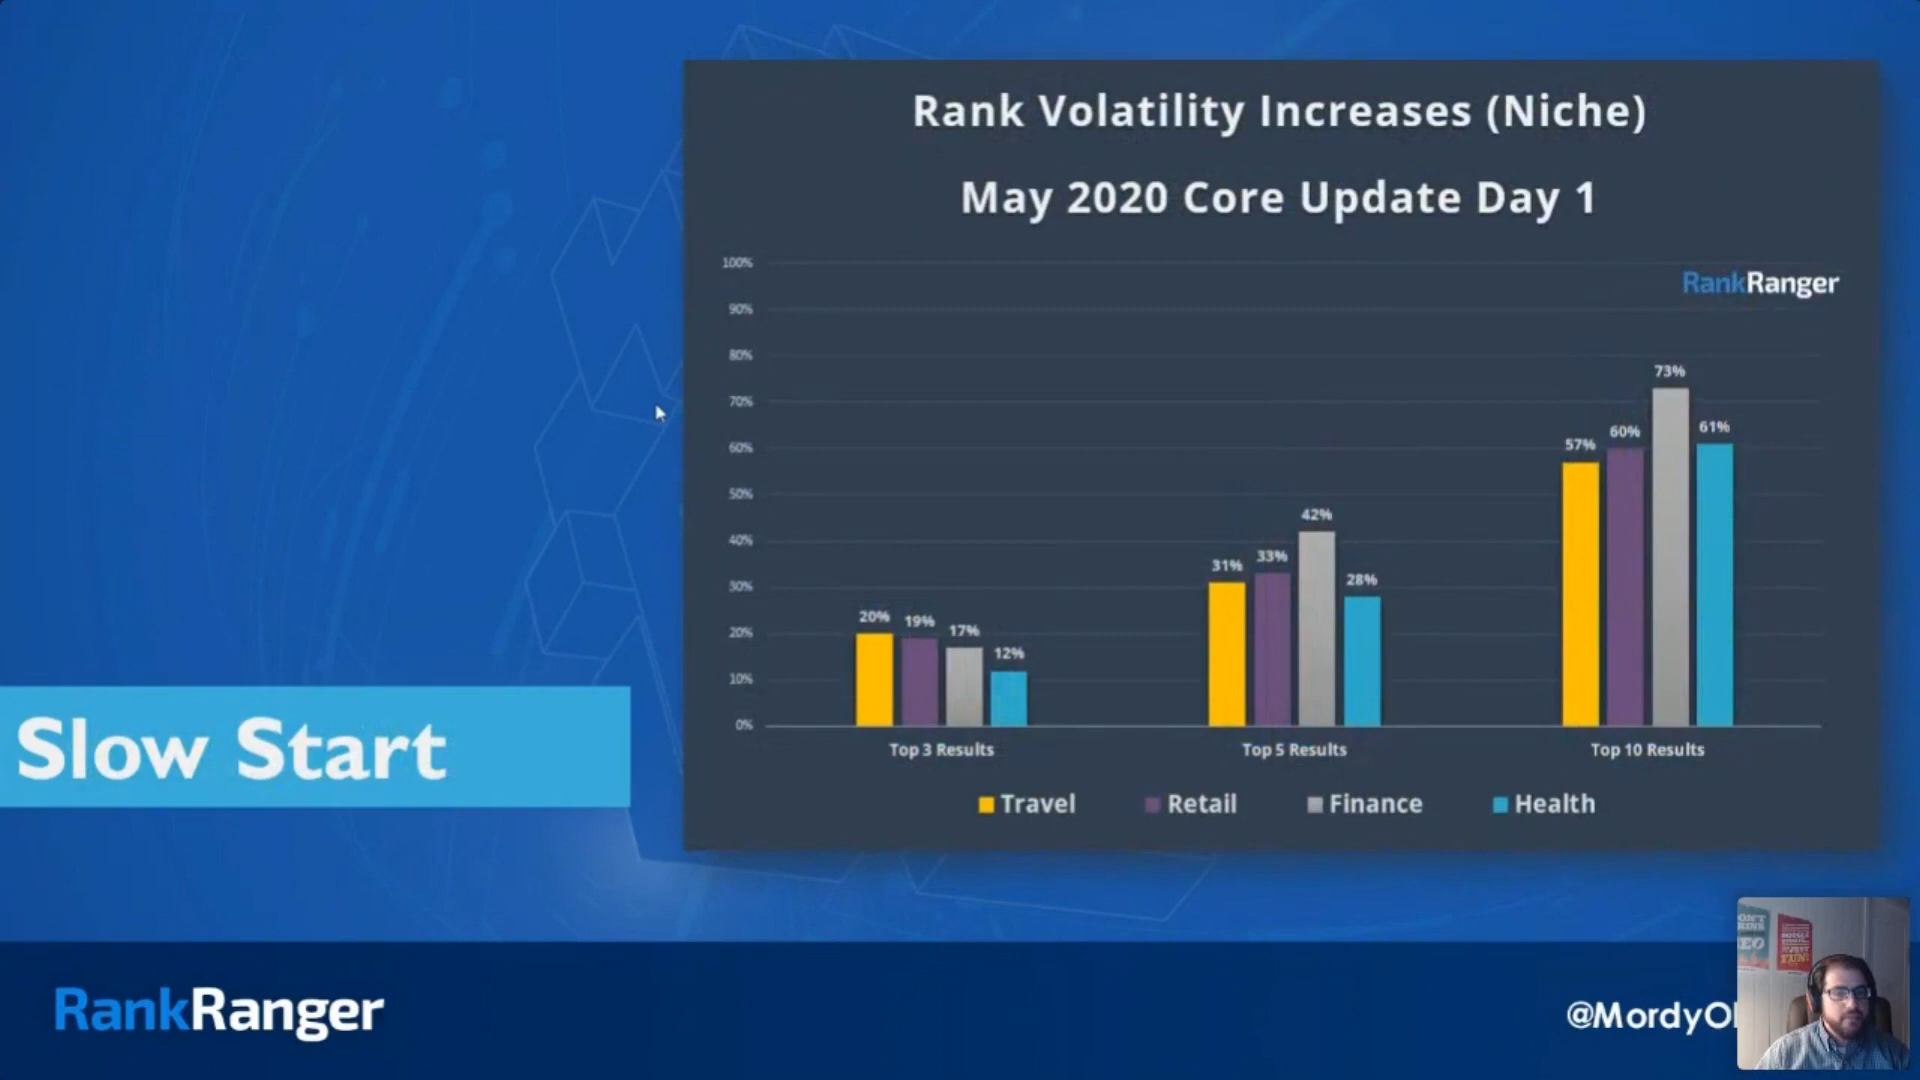 Rank Volatility Increases (Niche)
May 2020 Core Update Day 1
RankRanger
100%
90%
80%
70%
60%
50%
40%
30%
20%
10%
0%
20%
19%
17%
12%
31%
33%
42%
28%
57%
60%
73%
61%
Top 3 Results
Top 5 Results
Top 10 Results
Travel
Retail
Finance
Health
Slow Start
RankRanger